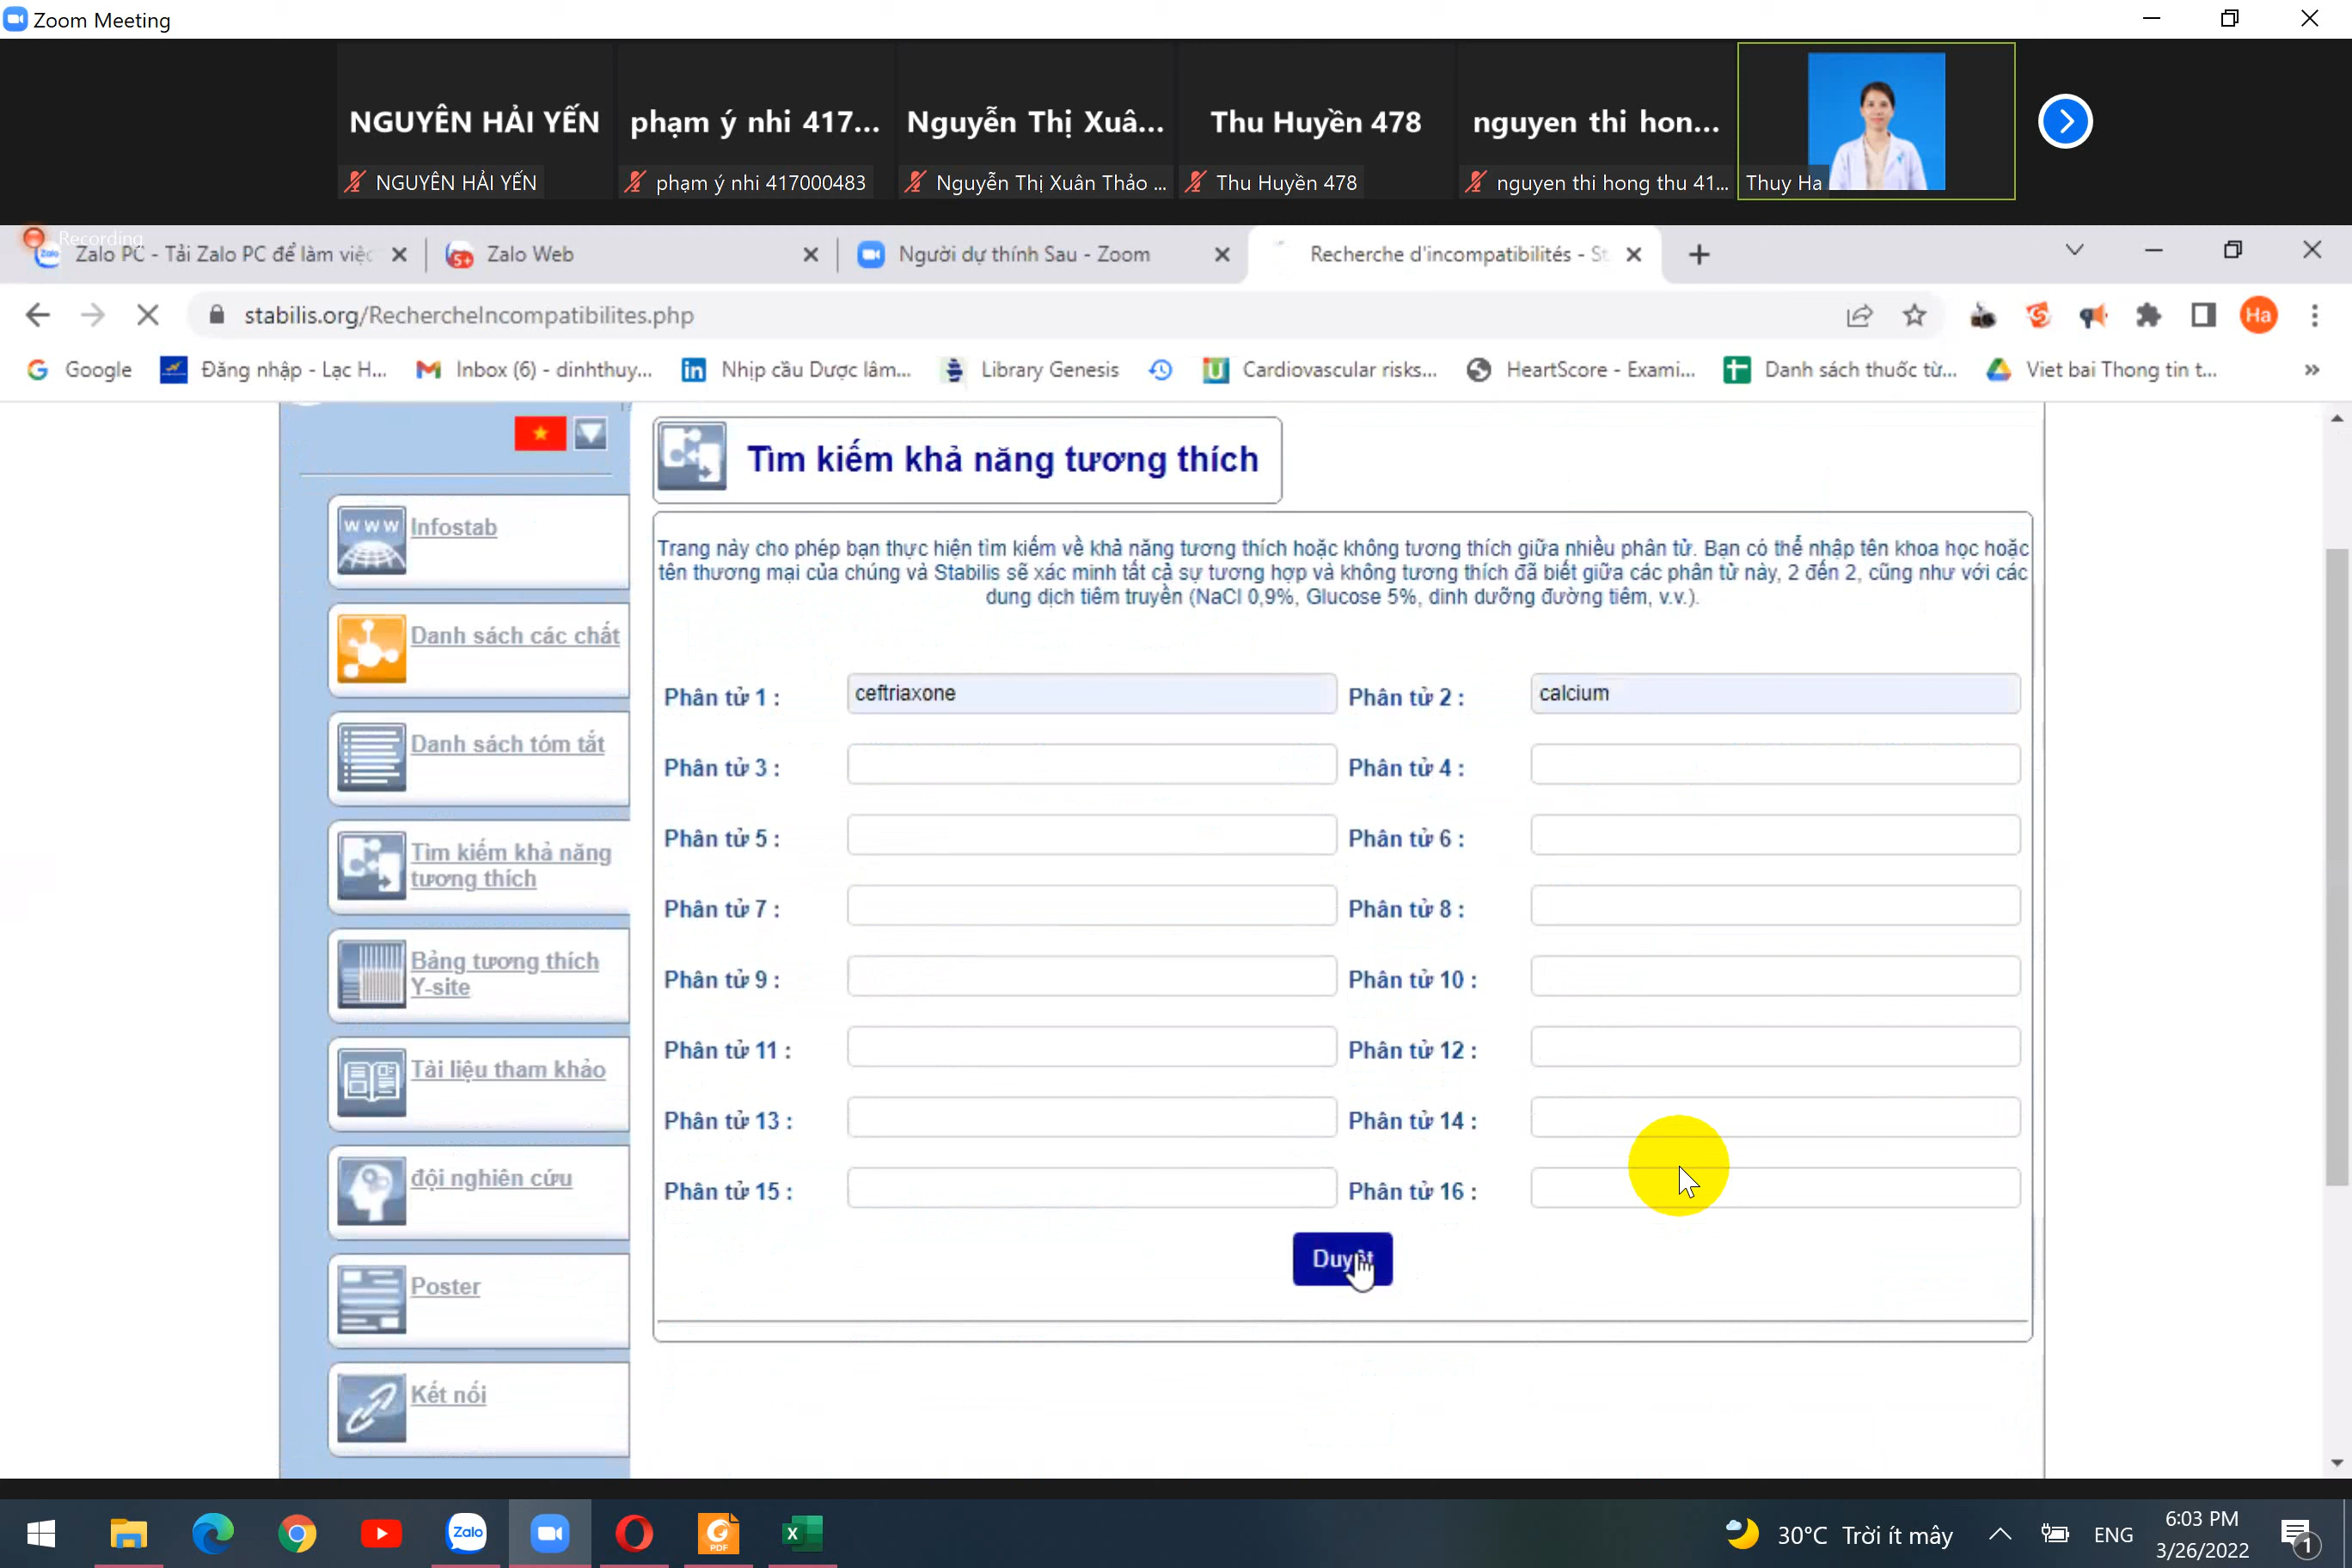 Zoom Meeting
NGUYÊN HẢI YẾN
phạm ý nhi 417...
Nguyễn Thị Xuâ...
Thu Huyền 478
nguyen thi hon...
NGUYÊN HẢI YẾN
phạm ý nhi 417000483
Nguyễn Thị Xuân Thảo ...
Thu Huyền 478
nguyen thi hong thu 41...
Thuy Ha
Recording
Zalo PC - Tải Zalo PC để làm việc
Zalo Web
Người dự thính Sau - Zoom
Recherche d'incompatibilités - St
stabilis.org/RechercheIncompatibilites.php
Ha
Google
Đăng nhập - Lạc H...
Inbox (6) - dinhthuy...
Nhịp cầu Dược lâm...
Library Genesis
Cardiovascular risks...
HeartScore - Exami...
Danh sách thuốc từ...
Viet bai Thong tin t...
Tìm kiếm khả năng tương thích
WWW
Infostab
Danh sách các chất
Danh sách tóm tắt
Tìm kiếm khả năng
tương thích
Bảng tương thích
Y-site
Tài liệu tham khảo
đội nghiên cứu
Poster
Kết nối
Trang này cho phép bạn thực hiện tìm kiếm về khả năng tương thích hoặc không tương thích giữa nhiều phân tử. Bạn có thể nhập tên khoa học hoặc
tên thương mại của chúng và Stabilis sẽ xác minh tất cả sự tương hợp và không tương thích đã biết giữa các phân tử này, 2 đến 2, cũng như với các
dung dịch tiêm truyền (NaCl 0,9%, Glucose 5%, dinh dưỡng đường tiêm, v.v.).
Phân tử 1 : ceftriaxone Phân tử 2 : calcium
Phân tử 3 : Phân tử 4 :
Phân tử 5 : Phân tử 6 :
Phân tử 7 : Phân tử 8 :
Phân tử 9 : Phân tử 10 :
Phân tử 11 : Phân tử 12 :
Phân tử 13 : Phân tử 14 :
Phân tử 15 : Phân tử 16 :
Duyệt
Zalo
PDF
30°C Trời ít mây
ENG
6:03 PM
3/26/2022
1